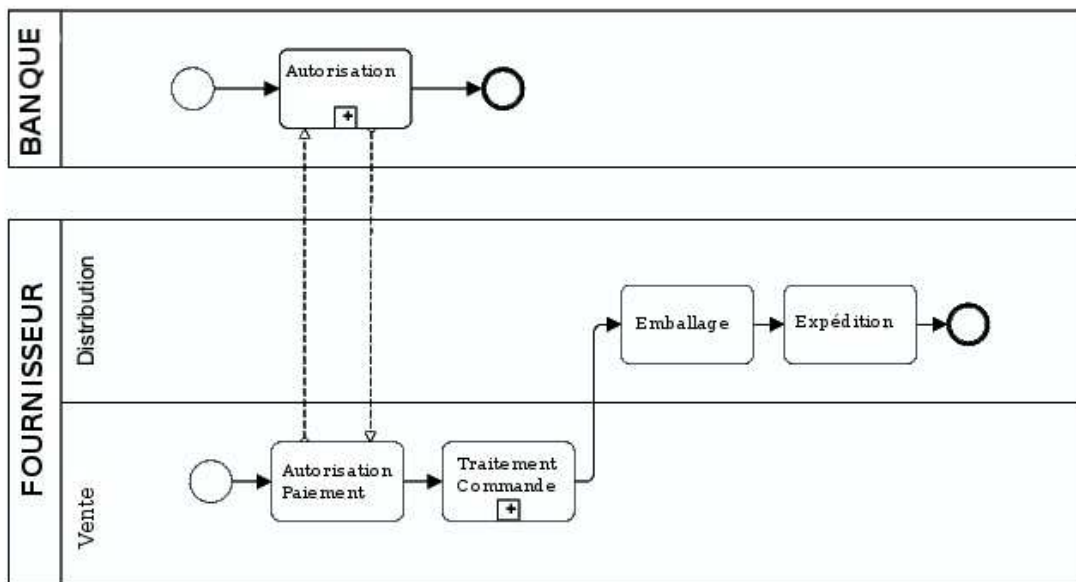 BANQUE
Autorisation
FOURNISSEUR
Distribution
Emballage
Expédition
Vente
Autorisation
Paiement
Traitement
Commande